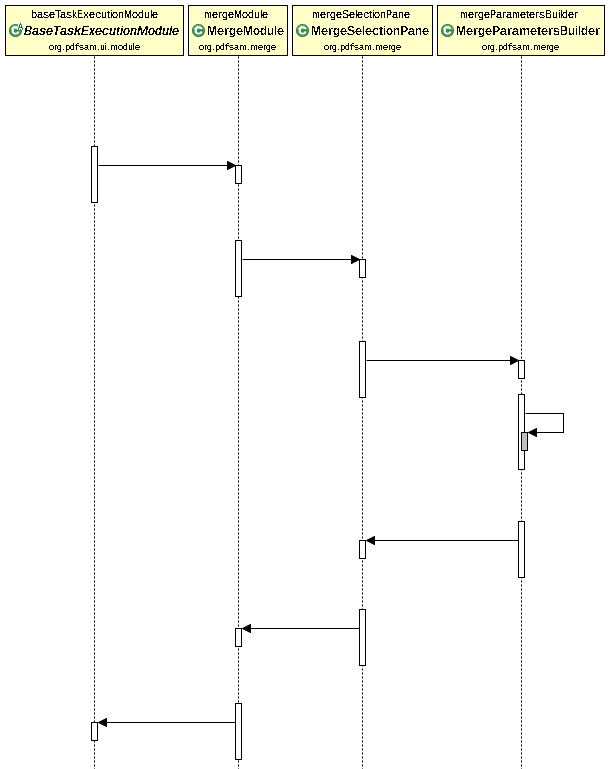 baseTaskExecutionModule
CA BaseTaskExecutionModule
org.pdfsam.ui.module
mergeModule
C MergeModule
org.pdfsam.merge
mergeSelectionPane
C MergeSelectionPane
org.pdfsam.merge
mergeParametersBuilder
C MergeParametersBuilder
org.pdfsam.merge